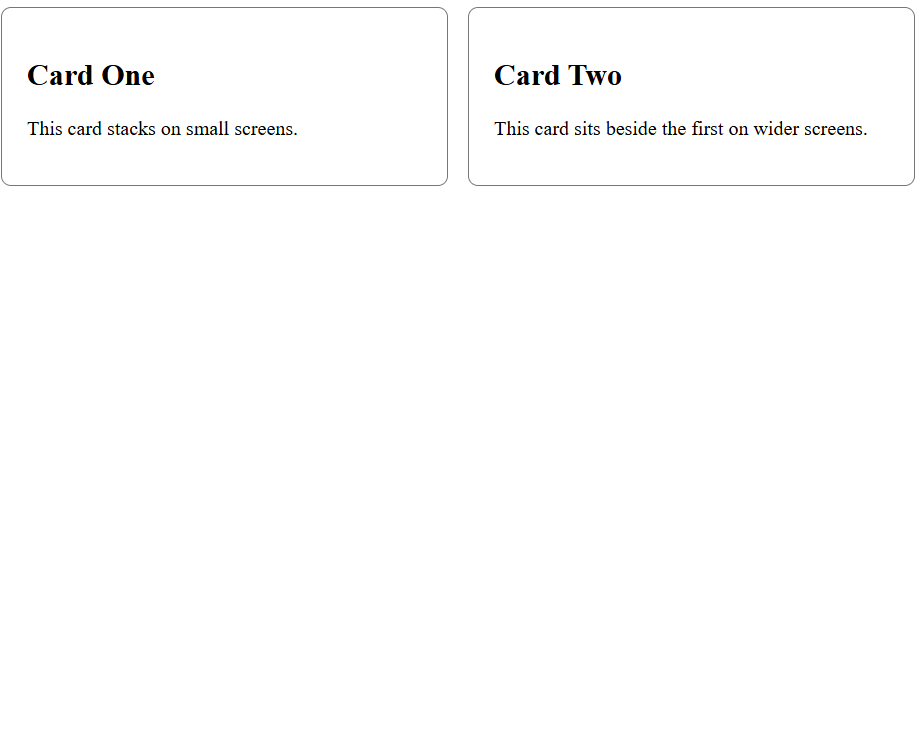 Card One
This card stacks on small screens.
Card Two
This card sits beside the first on wider screens.